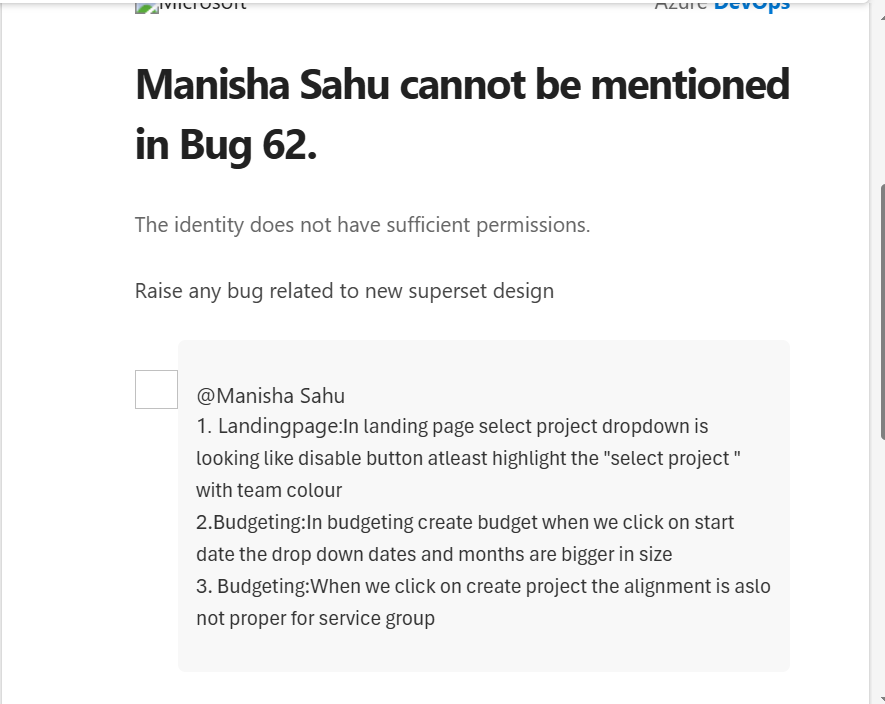 Microsoft
Azure DevOps
Manisha Sahu cannot be mentioned
in Bug 62.
The identity does not have sufficient permissions.
Raise any bug related to new superset design
@Manisha Sahu
1. Landingpage:In landing page select project dropdown is
looking like disable button atleast highlight the "select project "
with team colour
2.Budgeting:In budgeting create budget when we click on start
date the drop down dates and months are bigger in size
3. Budgeting:When we click on create project the alignment is aslo
not proper for service group